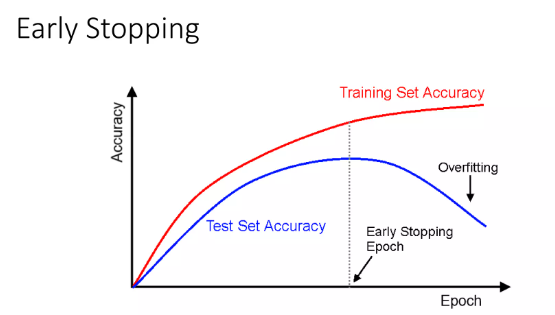 Early Stopping
Training Set Accuracy
Accuracy
Overfitting
Test Set Accuracy
Early Stopping
Epoch
Epoch